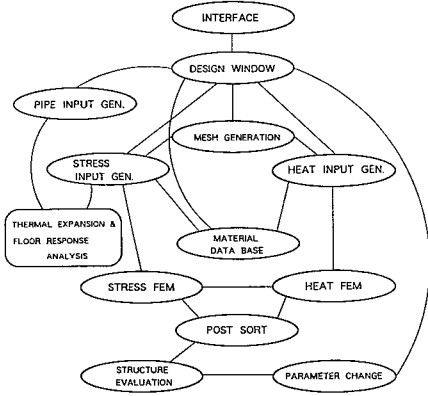 INTERFACE
DESIGN WINDOW
PIPE INPUT GEN.
MESH GENERATION
STRESS
INPUT GEN.
HEAT INPUT GEN.
THERMAL EXPANSION &
FLOOR RESPONSE
ANALYSIS
MATERIAL
DATA BASE
STRESS FEM
HEAT FEM
POST SORT
STRUCTURE
EVALUATION
PARAMETER CHANGE